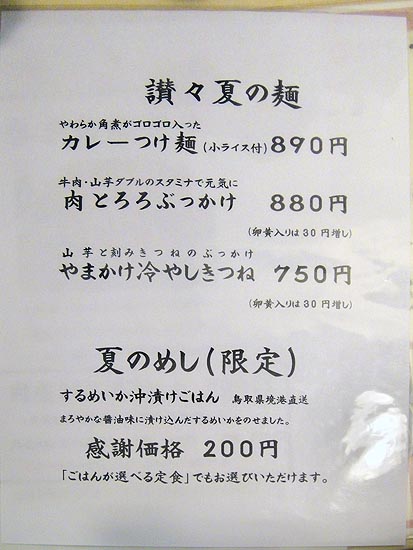 讃々夏の麺
やわらか角煮がゴロゴロ入った
カレーつけ麺(小ライス付)890円
牛肉・山芋ダブルのスタミナで元気に
肉とろろぶっかけ 880円
(卵黄入りは30円増し)
山芋と刻みきつねのぶっかけ
やまかけ冷やしきつね 750円
(卵黄入りは30円増し)
夏のめし(限定)
するめいか沖漬けごはん 鳥取県境港直送
まろやかな醤油味に漬け込んだするめいかをのせました。
感謝価格 200円
「ごはんが選べる定食」でもお選びいただけます。